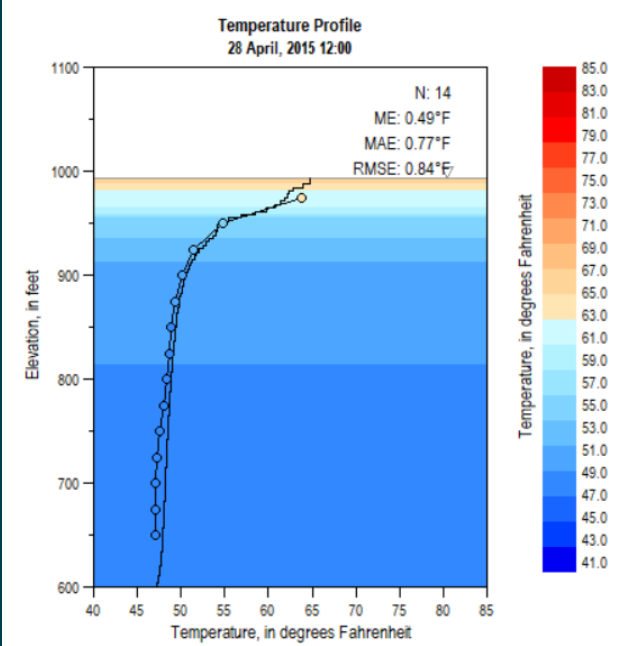 Temperature Profile
28 April, 2015 12:00
N: 14
ME: 0.49°F
MAE: 0.77°F
RMSE: 0.84°F
1100
1000
900
800
700
600
Elevation, in feet
40 45 50 55 60 65 70 75 80 85
Temperature, in degrees Fahrenheit
Temperature, in degrees Fahrenheit
85.0
83.0
81.0
79.0
77.0
75.0
73.0
71.0
69.0
67.0
65.0
63.0
61.0
59.0
57.0
55.0
53.0
51.0
49.0
47.0
45.0
43.0
41.0